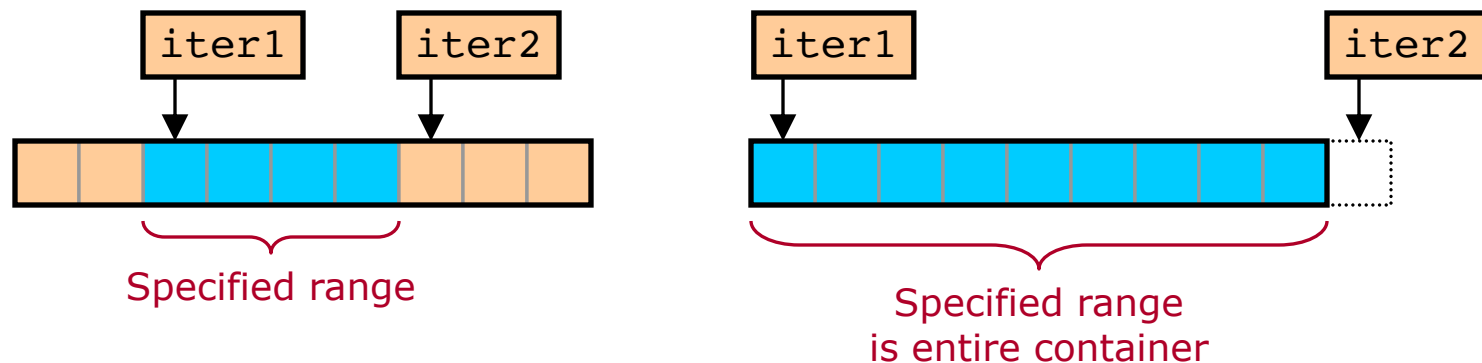 iter1
iter2
Specified range
iter1
iter2
Specified range
is entire container